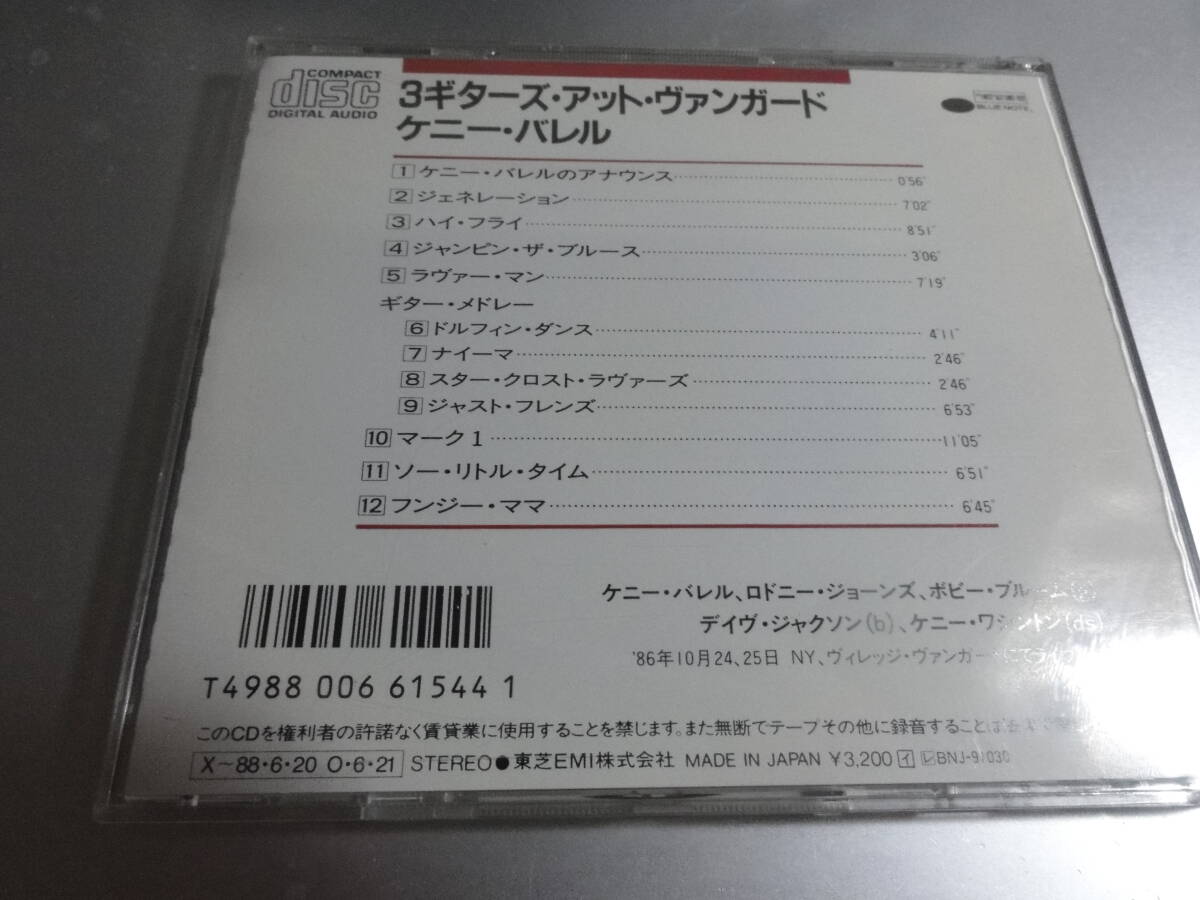 COMPACT
disc
DIGITAL AUDIO
3ギターズ・アット・ヴァンガード
ケニー・バレル
BLUE NOTE
1 ケニー・バレルのアナウンス 0'56"
2 ジェネレーション 7'02"
3 ハイ・フライ 8'51"
4 ジャンピン・ザ・ブルース 3'06"
5 ラヴァー・マン 7'19"
ギター・メドレー
6 ドルフィン・ダンス 4'11"
7 ナイーマ 2'46"
8 スター・クロスト・ラヴァーズ 2'46"
9 ジャスト・フレンズ 6'53"
10 マーク1 11'05"
11 ソー・リトル・タイム 6'51"
12 フンジー・ママ 6'45"
ケニー・バレル、ロドニー・ジョーンズ、ボビー・ブルーム
デイヴ・ジャクソン(b)、ケニー・ワシントン(ds)
'86年10月24、25日 NY、ヴィレッジ・ヴァンガードにて
T4988 006 61544 1
このCDを権利者の許諾なく賃貸業に使用することを禁じます。また無断でテープその他に録音することは
X〜88・6・20 O・6・21 STEREO●東芝EMI株式会社 MADE IN JAPAN ¥3,200 イ レ BNJ-91030